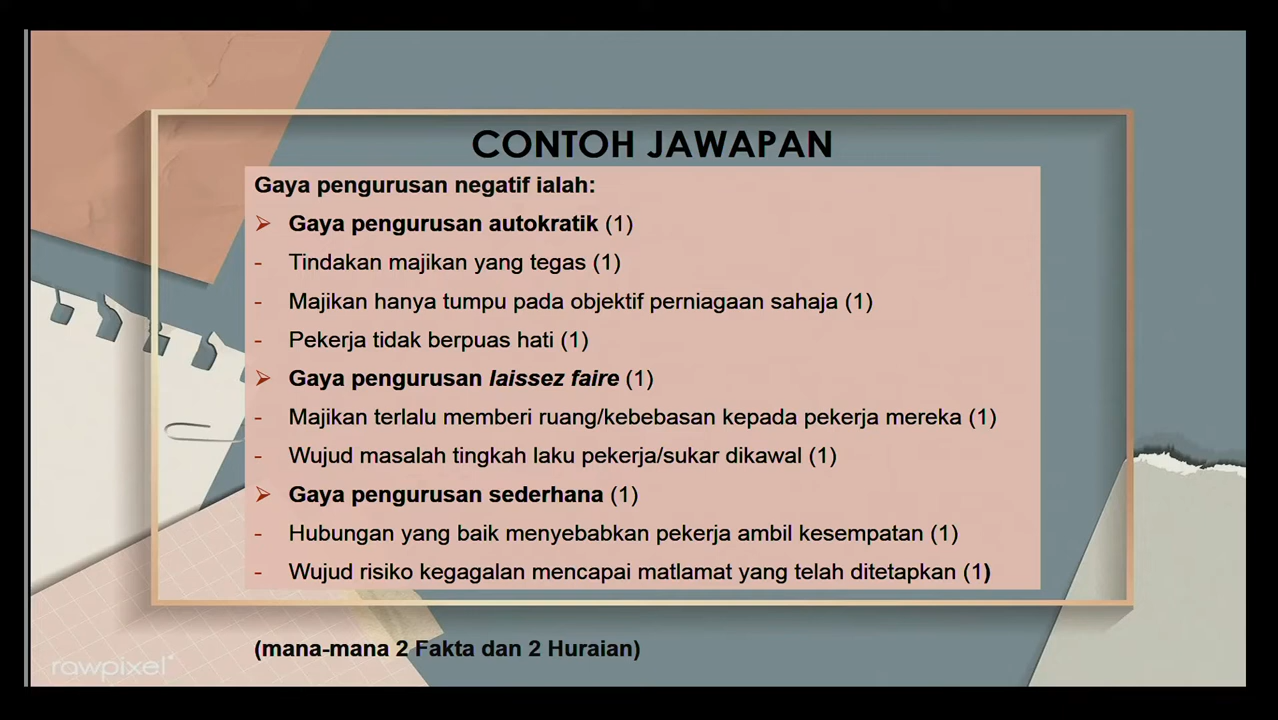 CONTOH JAWAPAN
Gaya pengurusan negatif ialah:
➢ Gaya pengurusan autokratik (1)
- Tindakan majikan yang tegas (1)
- Majikan hanya tumpu pada objektif perniagaan sahaja (1)
- Pekerja tidak berpuas hati (1)
➢ Gaya pengurusan laissez faire (1)
- Majikan terlalu memberi ruang/kebebasan kepada pekerja mereka (1)
- Wujud masalah tingkah laku pekerja/sukar dikawal (1)
➢ Gaya pengurusan sederhana (1)
- Hubungan yang baik menyebabkan pekerja ambil kesempatan (1)
- Wujud risiko kegagalan mencapai matlamat yang telah ditetapkan (1)
(mana-mana 2 Fakta dan 2 Huraian)
rawpixel